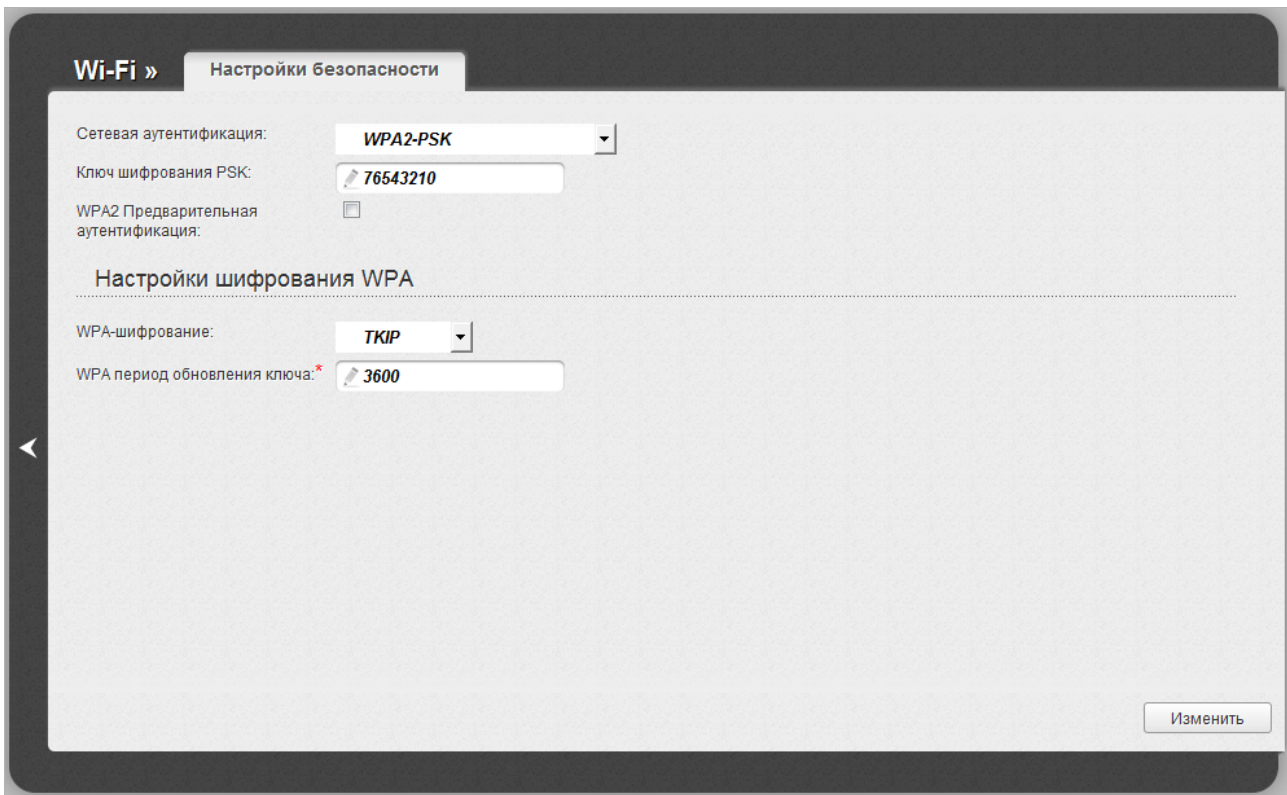 Wi-Fi » Настройки безопасности
Сетевая аутентификация: WPA2-PSK
Ключ шифрования PSK: 76543210
WPA2 Предварительная
аутентификация:
Настройки шифрования WPA
WPA-шифрование: TKIP
WPA период обновления ключа:* 3600
Изменить